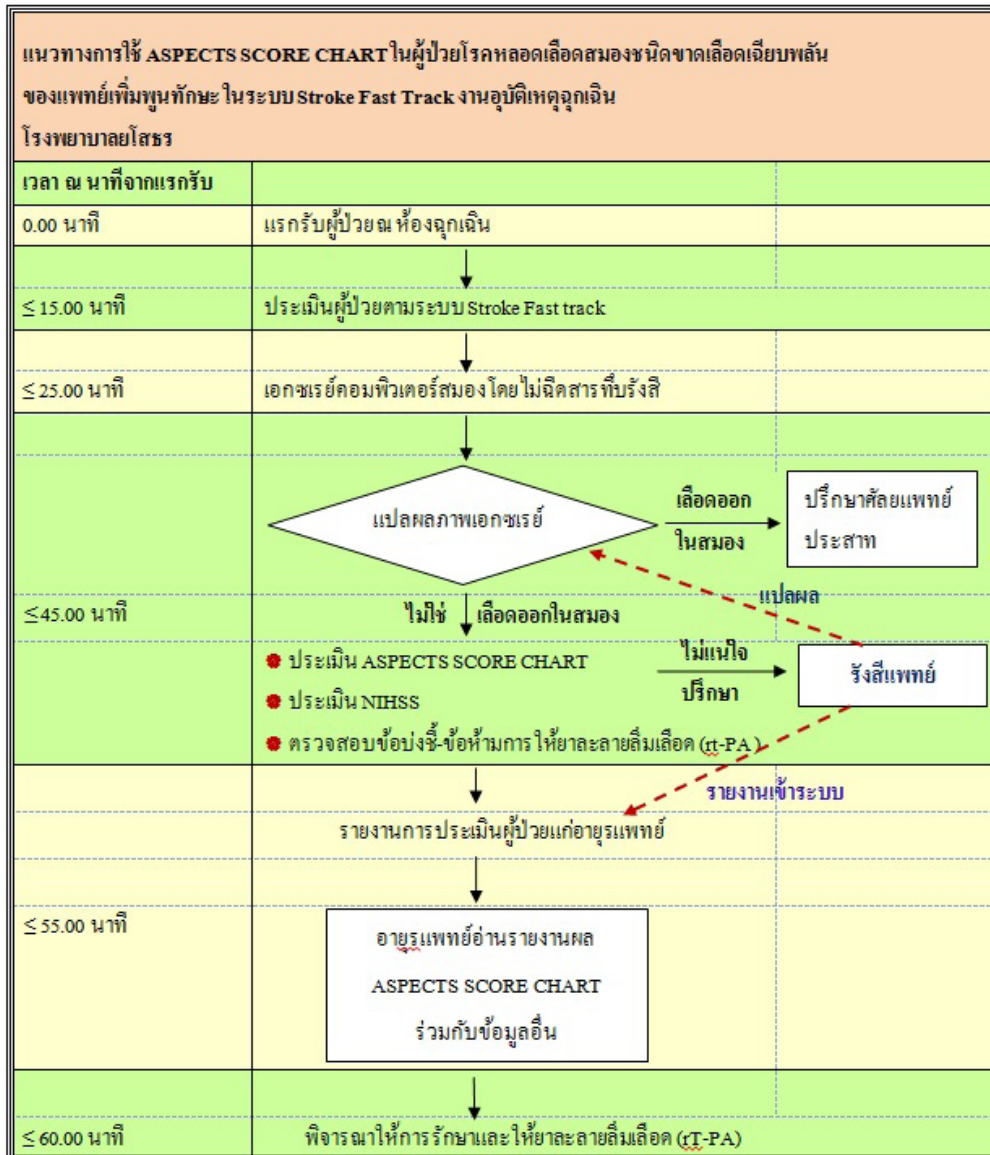 แนวทางการใช้ ASPECTS SCORE CHART ในผู้ป่วยโรคหลอดเลือดสมองชนิดขาดเลือดเฉียบพลัน
ของแพทย์เพิ่มพูนทักษะ ในระบบ Stroke Fast Track งานอุบัติเหตุฉุกเฉิน
โรงพยาบาลยโสธร
เวลา ณ นาทีจากแรกรับ
0.00 นาที
แรกรับผู้ป่วยณ ห้องฉุกเฉิน
≤ 15.00 นาที
ประเมินผู้ป่วยตามระบบ Stroke Fast track
≤ 25.00 นาที
เอกซเรย์คอมพิวเตอร์สมองโดยไม่ฉีดสารทึบรังสี
แปลผลภาพเอกซเรย์
เลือดออก
ในสมอง
ปรึกษาศัลยแพทย์
ประสาท
แปลผล
≤45.00 นาที
ไม่ใช่ เลือดออกในสมอง
ประเมิน ASPECTS SCORE CHART
ประเมิน NIHSS
ตรวจสอบข้อบ่งชี้-ข้อห้ามการให้ยาละลายลิ่มเลือด (rt-PA )
ไม่แน่ใจ
ปรึกษา
รังสีแพทย์
รายงานเข้าระบบ
รายงานการประเมินผู้ป่วยแก่อายุรแพทย์
≤ 55.00 นาที
อายุรแพทย์อ่านรายงานผล
ASPECTS SCORE CHART
ร่วมกับข้อมูลอื่น
≤ 60.00 นาที
พิจารณาให้การรักษาและให้ยาละลายลิ่มเลือด (rT-PA)